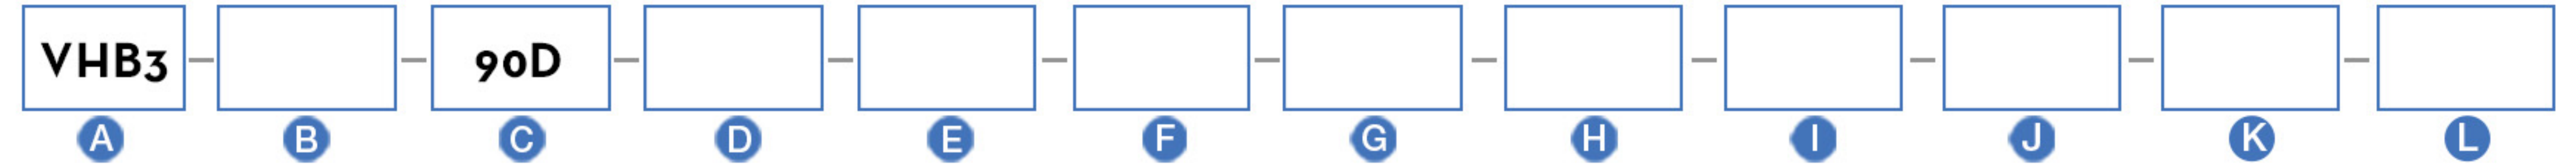 VHB3 – – 90D – – – – – – – – –
A B C D E F G H I J K L